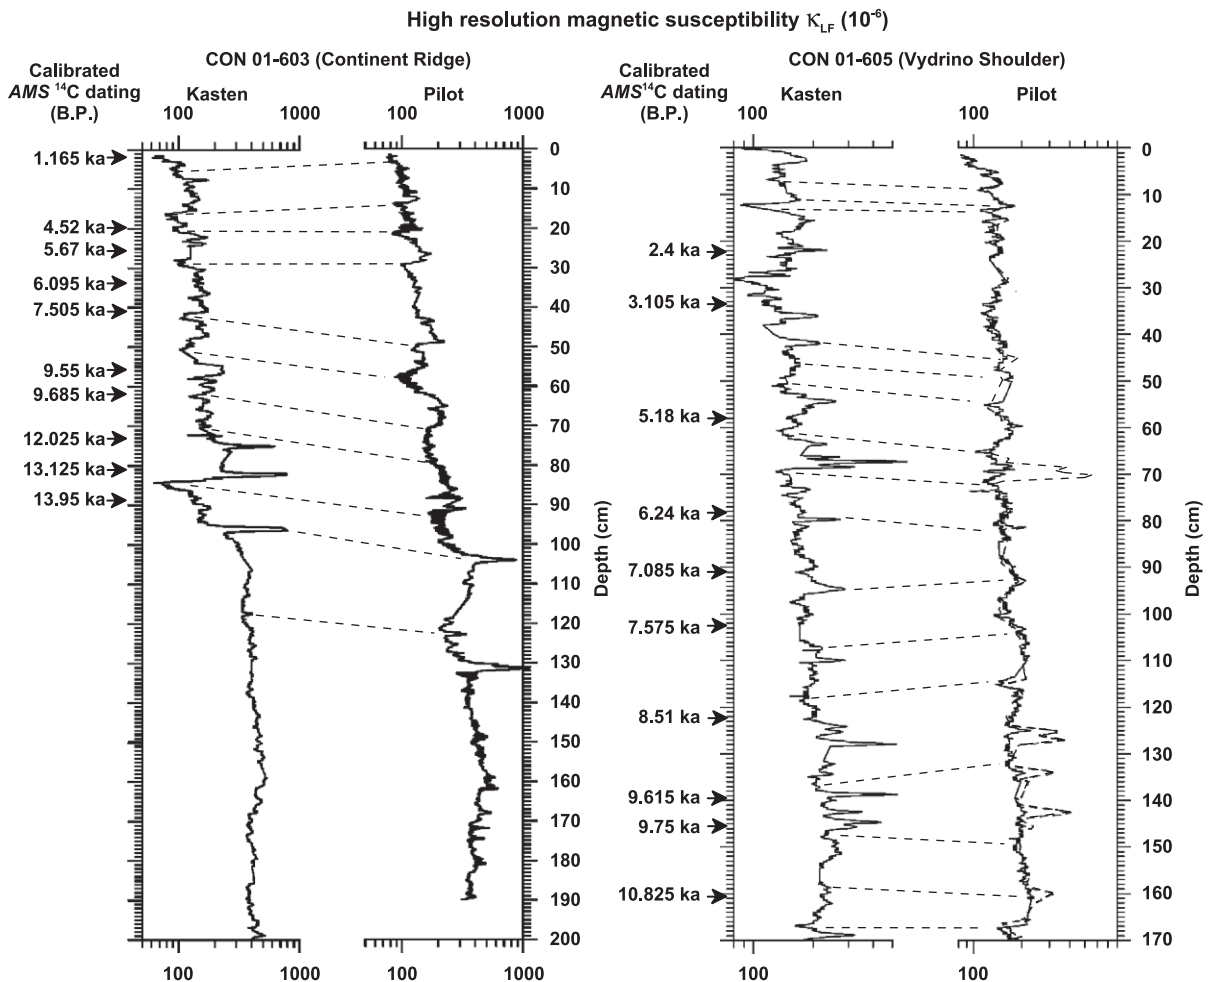 High resolution magnetic susceptibility κLF (10-6)
CON 01-603 (Continent Ridge)
CON 01-605 (Vydrino Shoulder)
Calibrated
AMS 14C dating
(B.P.)
Kasten
Pilot
100
1000
100
1000
Calibrated
AMS14C dating
(B.P.)
Kasten
Pilot
100
100
1.165 ka
4.52 ka
5.67 ka
6.095 ka
7.505 ka
9.55 ka
9.685 ka
12.025 ka
13.125 ka
13.95 ka
0
10
20
30
40
50
60
70
80
90
100
110
120
130
140
150
160
170
180
190
200
Depth (cm)
2.4 ka
3.105 ka
5.18 ka
6.24 ka
7.085 ka
7.575 ka
8.51 ka
9.615 ka
9.75 ka
10.825 ka
0
10
20
30
40
50
60
70
80
90
100
110
120
130
140
150
160
170
Depth (cm)
100
1000
100
1000
100
100